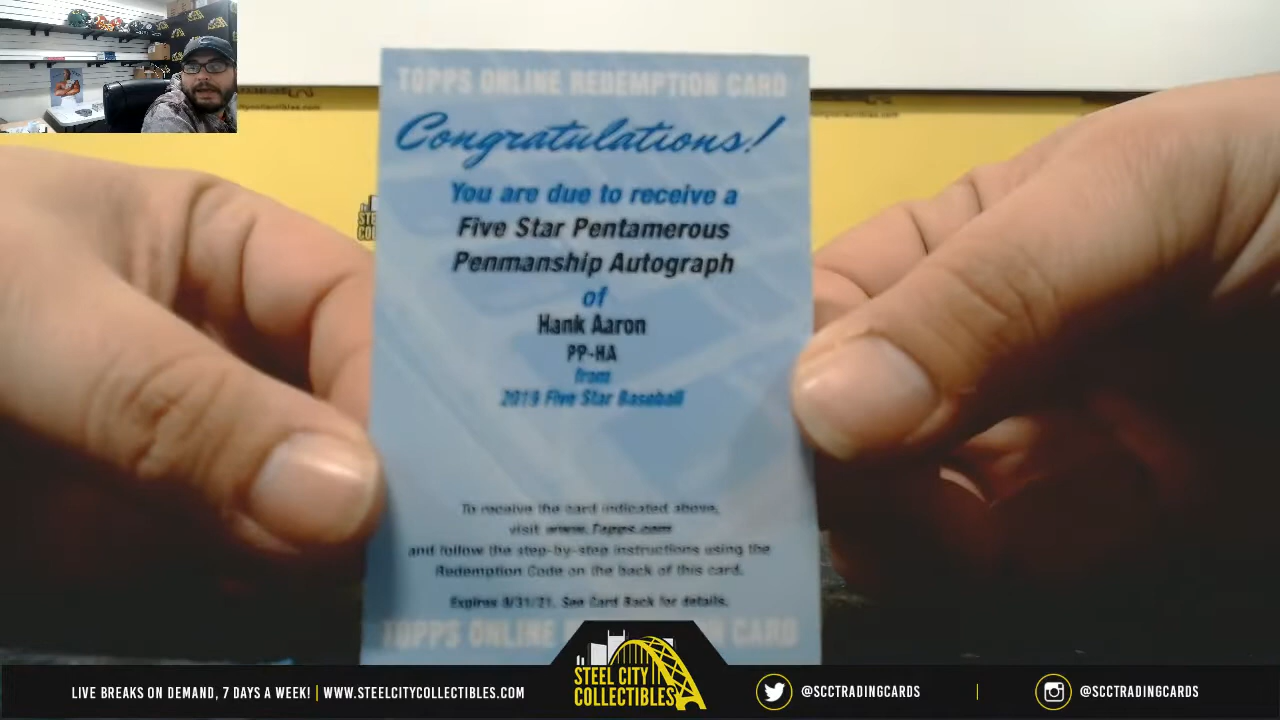 TOPPS ONLINE REDEMPTION CARD
Congratulations!
You are due to receive a
Five Star Pentamerous
Penmanship Autograph
of
Hank Aaron
PP-HA
from
2019 Five Star Baseball
To receive the card indicated above,
visit www.Topps.com
and follow the step-by-step instructions using the
Redemption Code on the back of this card.
Expires 8/31/21. See Card Back for details.
TOPPS ONLINE N CARD
STEEL CITY
COLLECTIBLES
LIVE BREAKS ON DEMAND, 7 DAYS A WEEK! | WWW.STEELCITYCOLLECTIBLES.COM
@SCCTRADINGCARDS | @SCCTRADINGCARDS